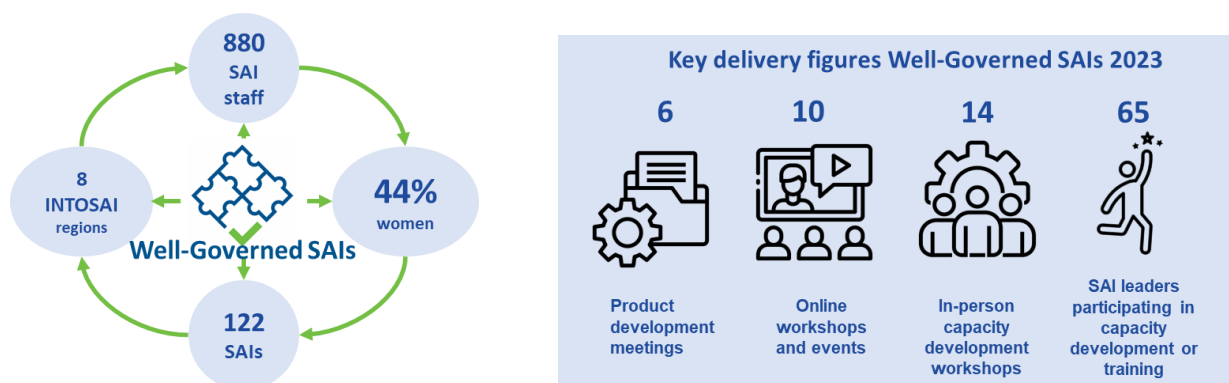 880
SAI
staff
8
INTOSAI
regions
44%
women
Well-Governed SAIs
122
SAIs
Key delivery figures Well-Governed SAIs 2023
6
10
14
65
Product
development
meetings
Online
workshops
and events
In-person
capacity
development
workshops
SAI leaders
participating in
capacity
development or
training